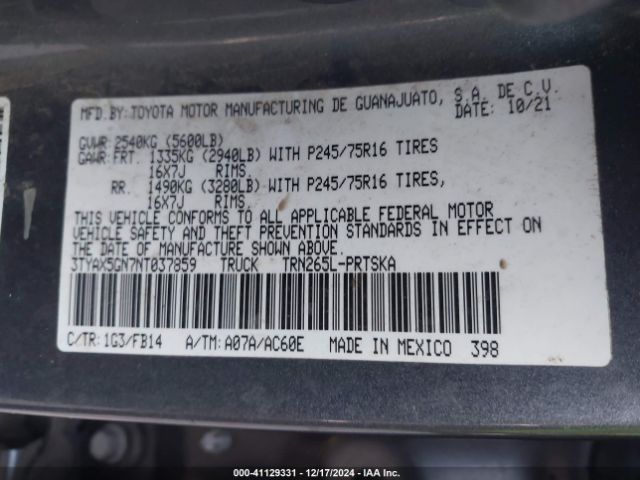 MFD.BY:TOYOTA MOTOR MANUFACTURING DE GUANAJUATO, S.A. DE C.V.
DATE: 10/21
GVWR: 2540KG (5600LB)
GAWR: FRT. 1335KG (2940LB) WITH P245/75R16 TIRES
16X7J RIMS.
RR. 1490KG (3280LB) WITH P245/75R16 TIRES,
16X7J RIMS.
THIS VEHICLE CONFORMS TO ALL APPLICABLE FEDERAL MOTOR
VEHICLE SAFETY AND THEFT PREVENTION STANDARDS IN EFFECT ON
THE DATE OF MANUFACTURE SHOWN ABOVE.
3TYAX5GN7NT037859 TRUCK TRN265L-PRTSKA
C/TR:1G3/FB14 A/TM:A07A/AC60E MADE IN MEXICO 398
000-41129331 - 12/17/2024 - IAA Inc.